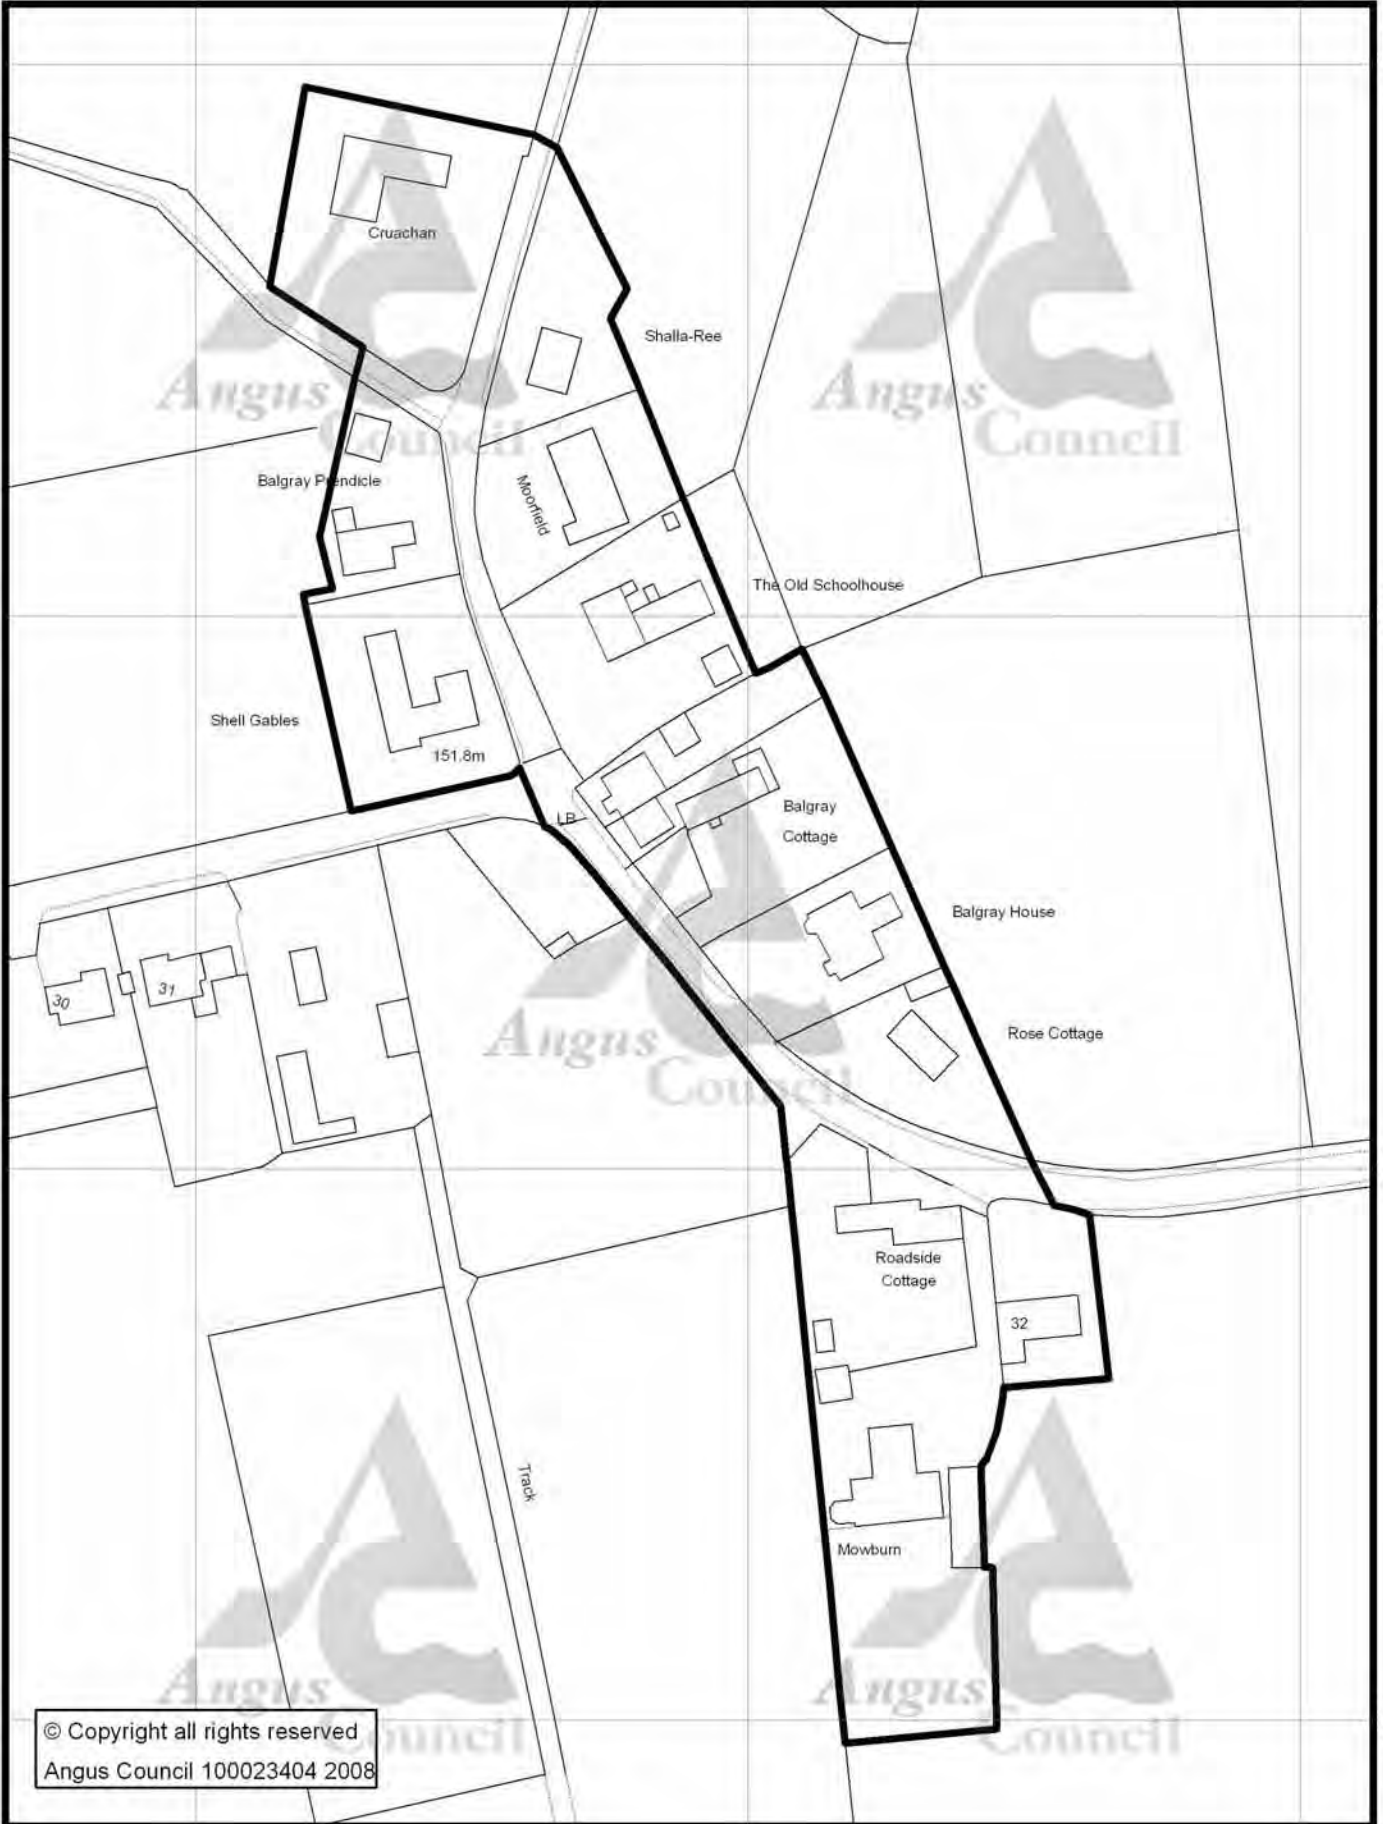 Cruachan
Angus
Council
Angus
Council
Shalla-Ree
Balgray Pendicle
Moorfield
The Old Schoolhouse
Shell Gables
151.8m
LB
Balgray
Cottage
Balgray House
30
31
Rose Cottage
Angus
Council
Roadside
Cottage
32
Track
Mowburn
Angus
Council
Angus
Council
© Copyright all rights reserved
Angus Council 100023404 2008